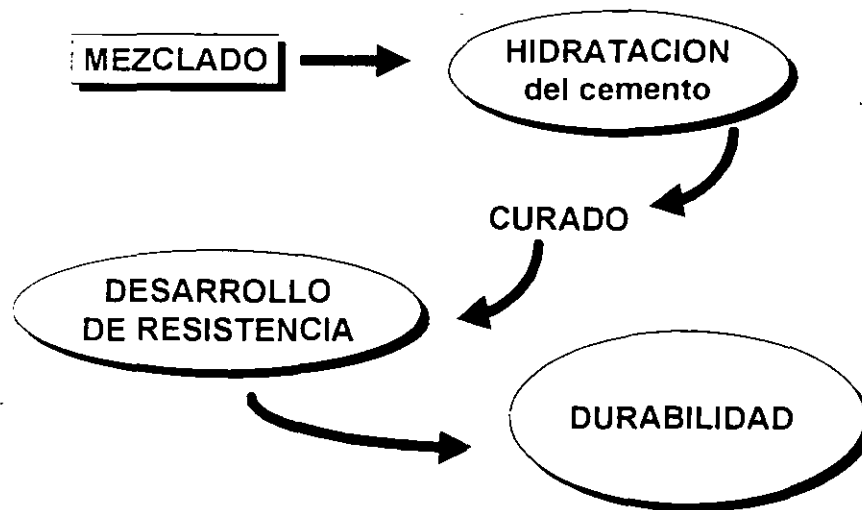 MEZCLADO
HIDRATACION
del cemento
CURADO
DESARROLLO
DE RESISTENCIA
DURABILIDAD